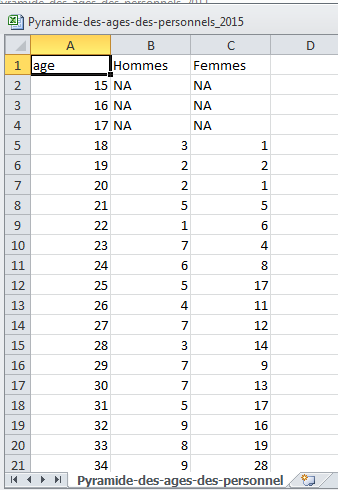 Pyramide-des-ages-des-personnels_2015
A B C D
1 age Hommes Femmes
2 15 NA NA
3 16 NA NA
4 17 NA NA
5 18 3 1
6 19 2 2
7 20 2 1
8 21 5 5
9 22 1 6
10 23 7 4
11 24 6 8
12 25 5 17
13 26 4 11
14 27 7 12
15 28 3 14
16 29 7 9
17 30 7 13
18 31 5 17
19 32 9 16
20 33 8 19
21 34 9 28
Pyramide-des-ages-des-personnel